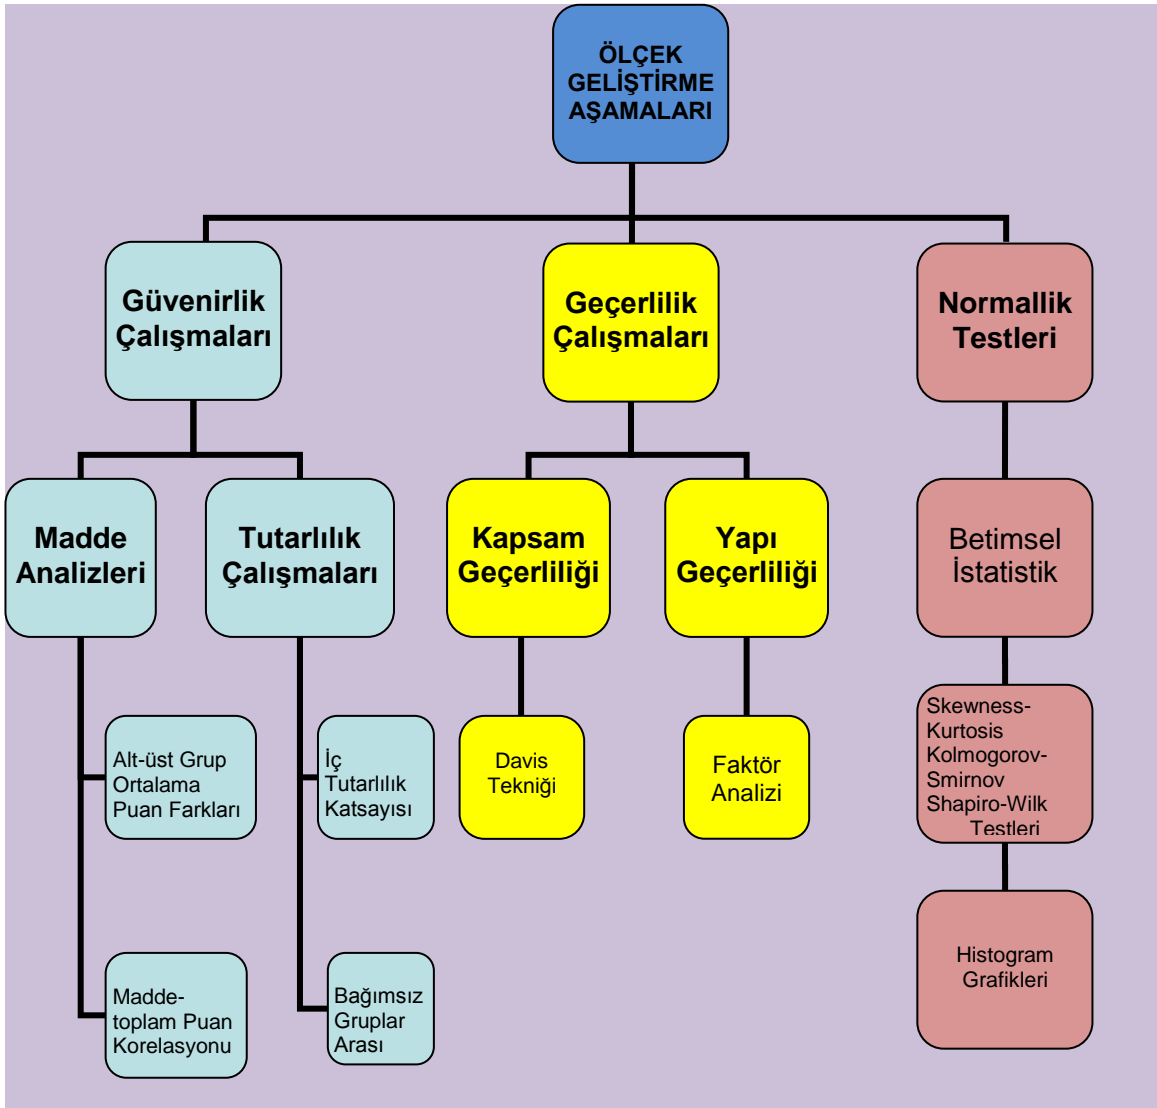 ÖLÇEK
GELİŞTİRME
AŞAMALARI
Güvenirlik
Çalışmaları
Geçerlilik
Çalışmaları
Normallik
Testleri
Madde
Analizleri
Tutarlılık
Çalışmaları
Kapsam
Geçerliliği
Yapı
Geçerliliği
Betimsel
İstatistik
Alt-üst Grup
Ortalama
Puan Farkları
İç
Tutarlılık
Katsayısı
Davis
Tekniği
Faktör
Analizi
Skewness-
Kurtosis
Kolmogorov-
Smirnov
Shapiro-Wilk
Testleri
Madde-
toplam Puan
Korelasyonu
Bağımsız
Gruplar
Arası
Histogram
Grafikleri